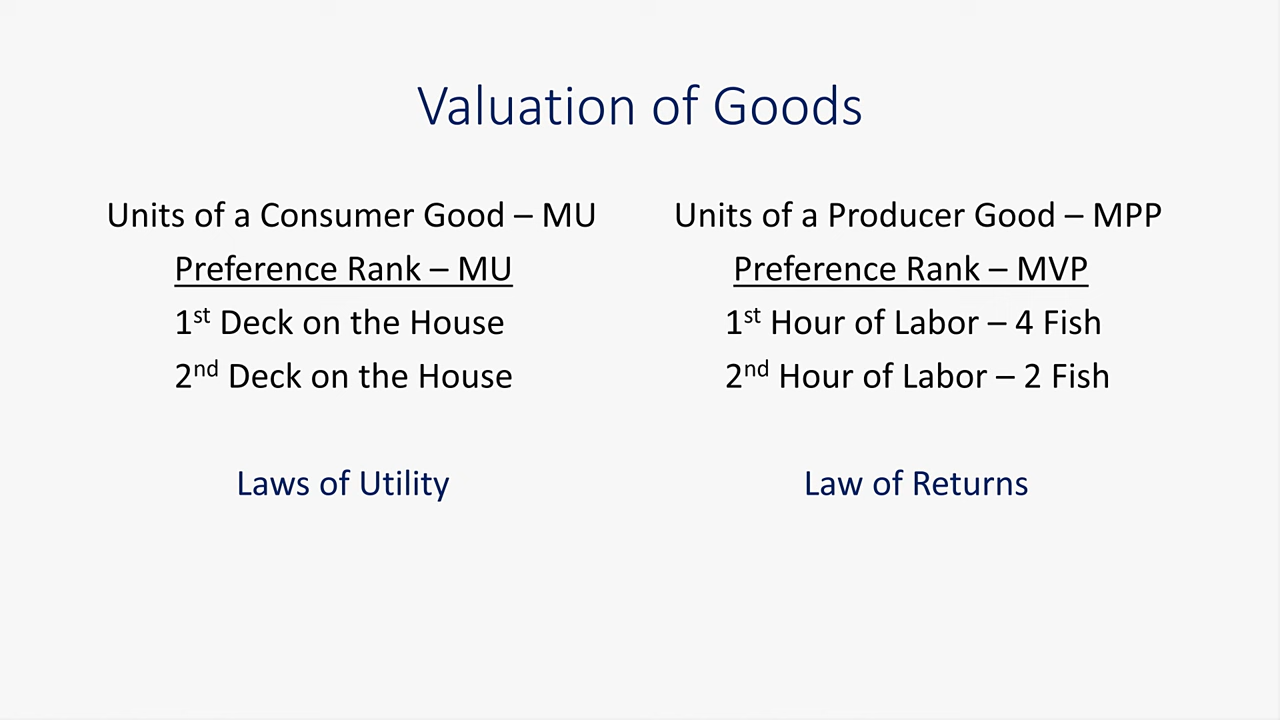 Valuation of Goods
Units of a Consumer Good – MU
Preference Rank – MU
1st Deck on the House
2nd Deck on the House
Laws of Utility
Units of a Producer Good – MPP
Preference Rank – MVP
1st Hour of Labor – 4 Fish
2nd Hour of Labor – 2 Fish
Law of Returns